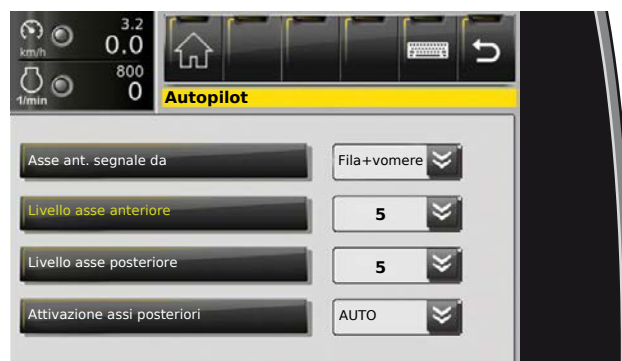 3.2
km/h 0.0
800
1/min 0
Autopilot
Asse ant. segnale da Fila+vomere
Livello asse anteriore 5
Livello asse posteriore 5
Attivazione assi posteriori AUTO